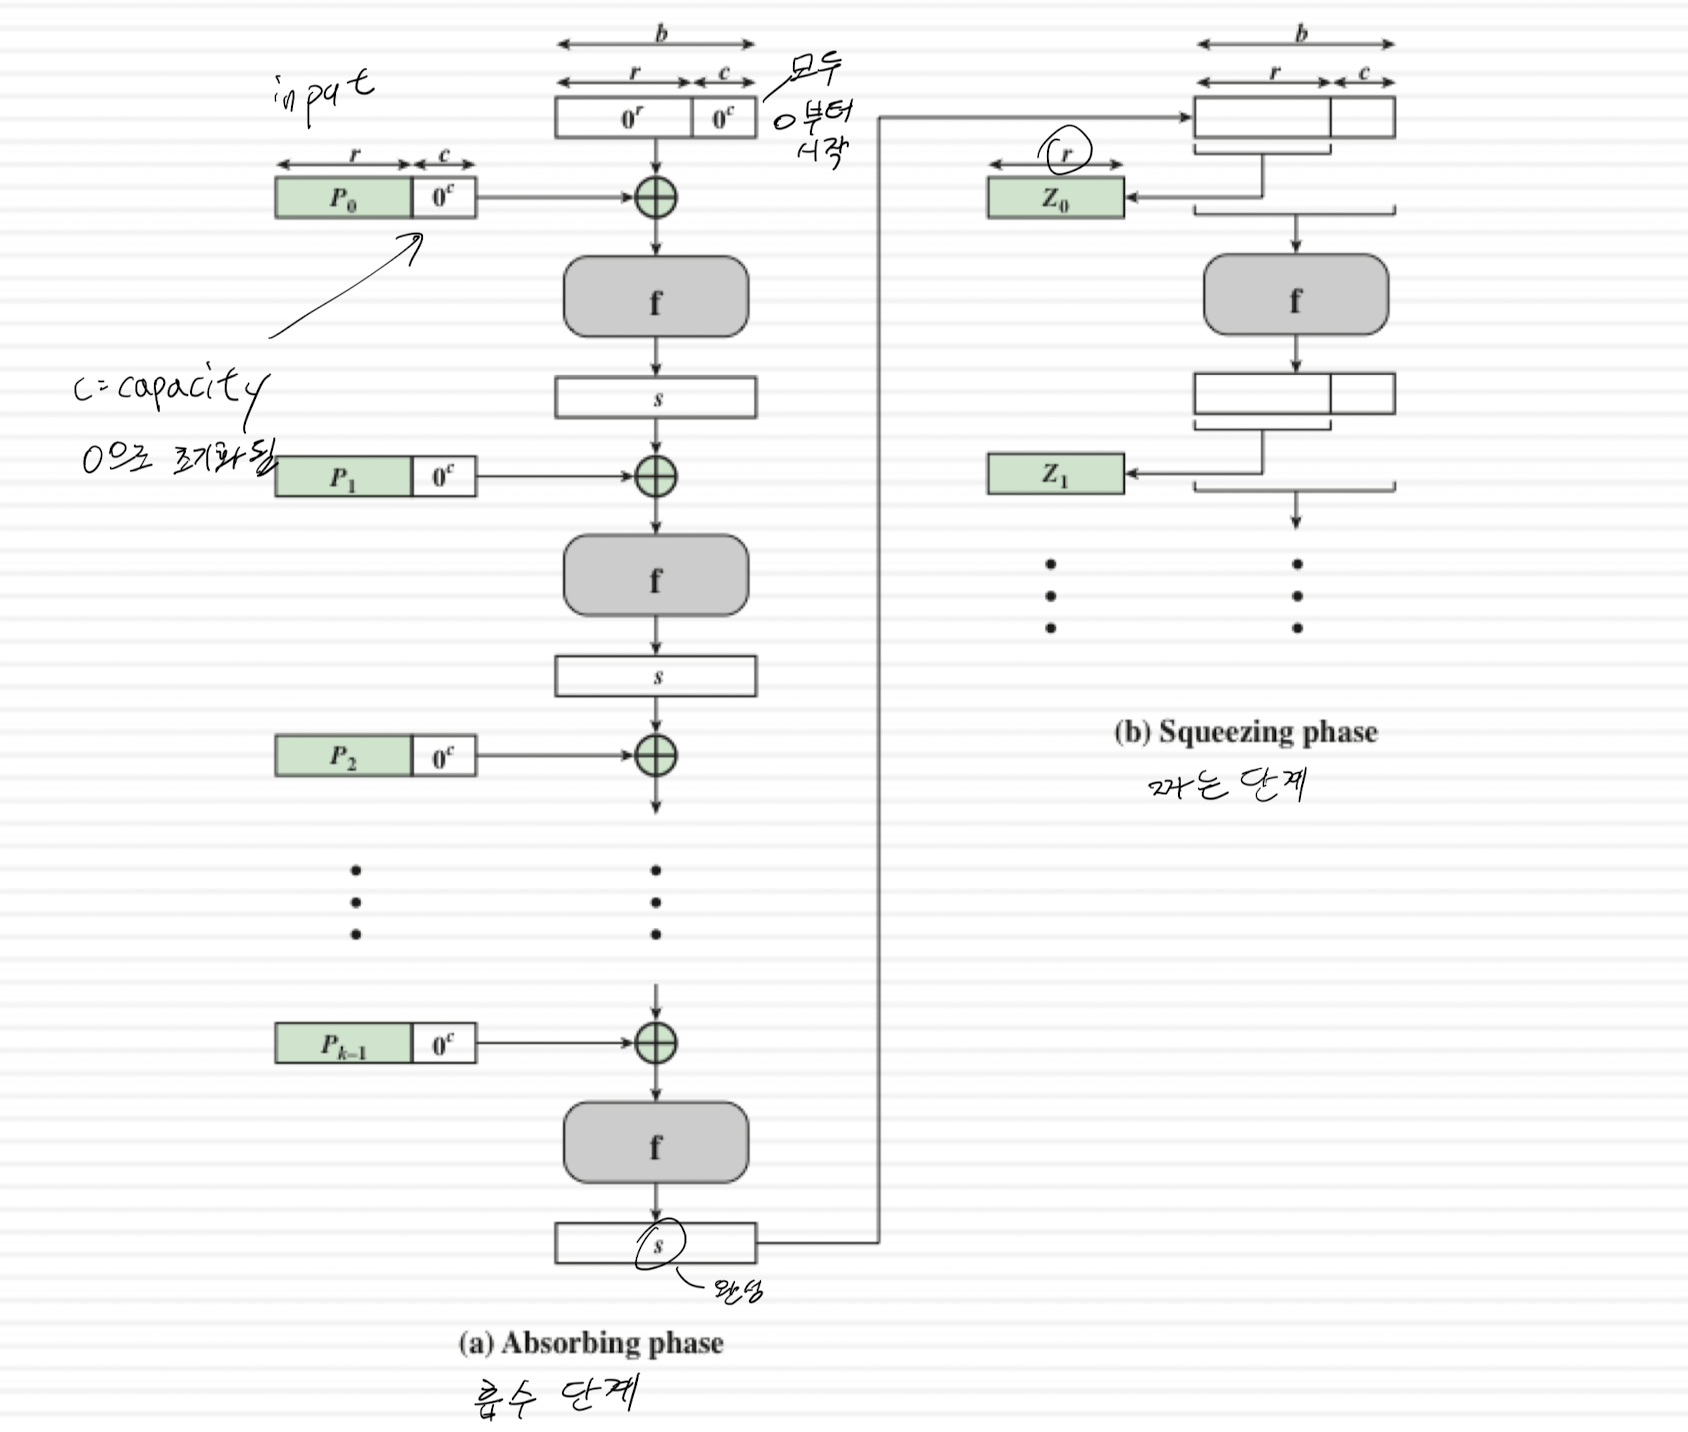 b
b
r c
r c
inpat
모두
0부터
시작
0^r 0^c
r c
r
P_0 0^c
Z_0
f
f
c = capacity
0으로 초기화 됨
s
P_1 0^c
Z_1
f
s
P_2 0^c
(b) Squeezing phase
짜는 단계
P_{k-1} 0^c
f
s
완성
(a) Absorbing phase
흡수 단계